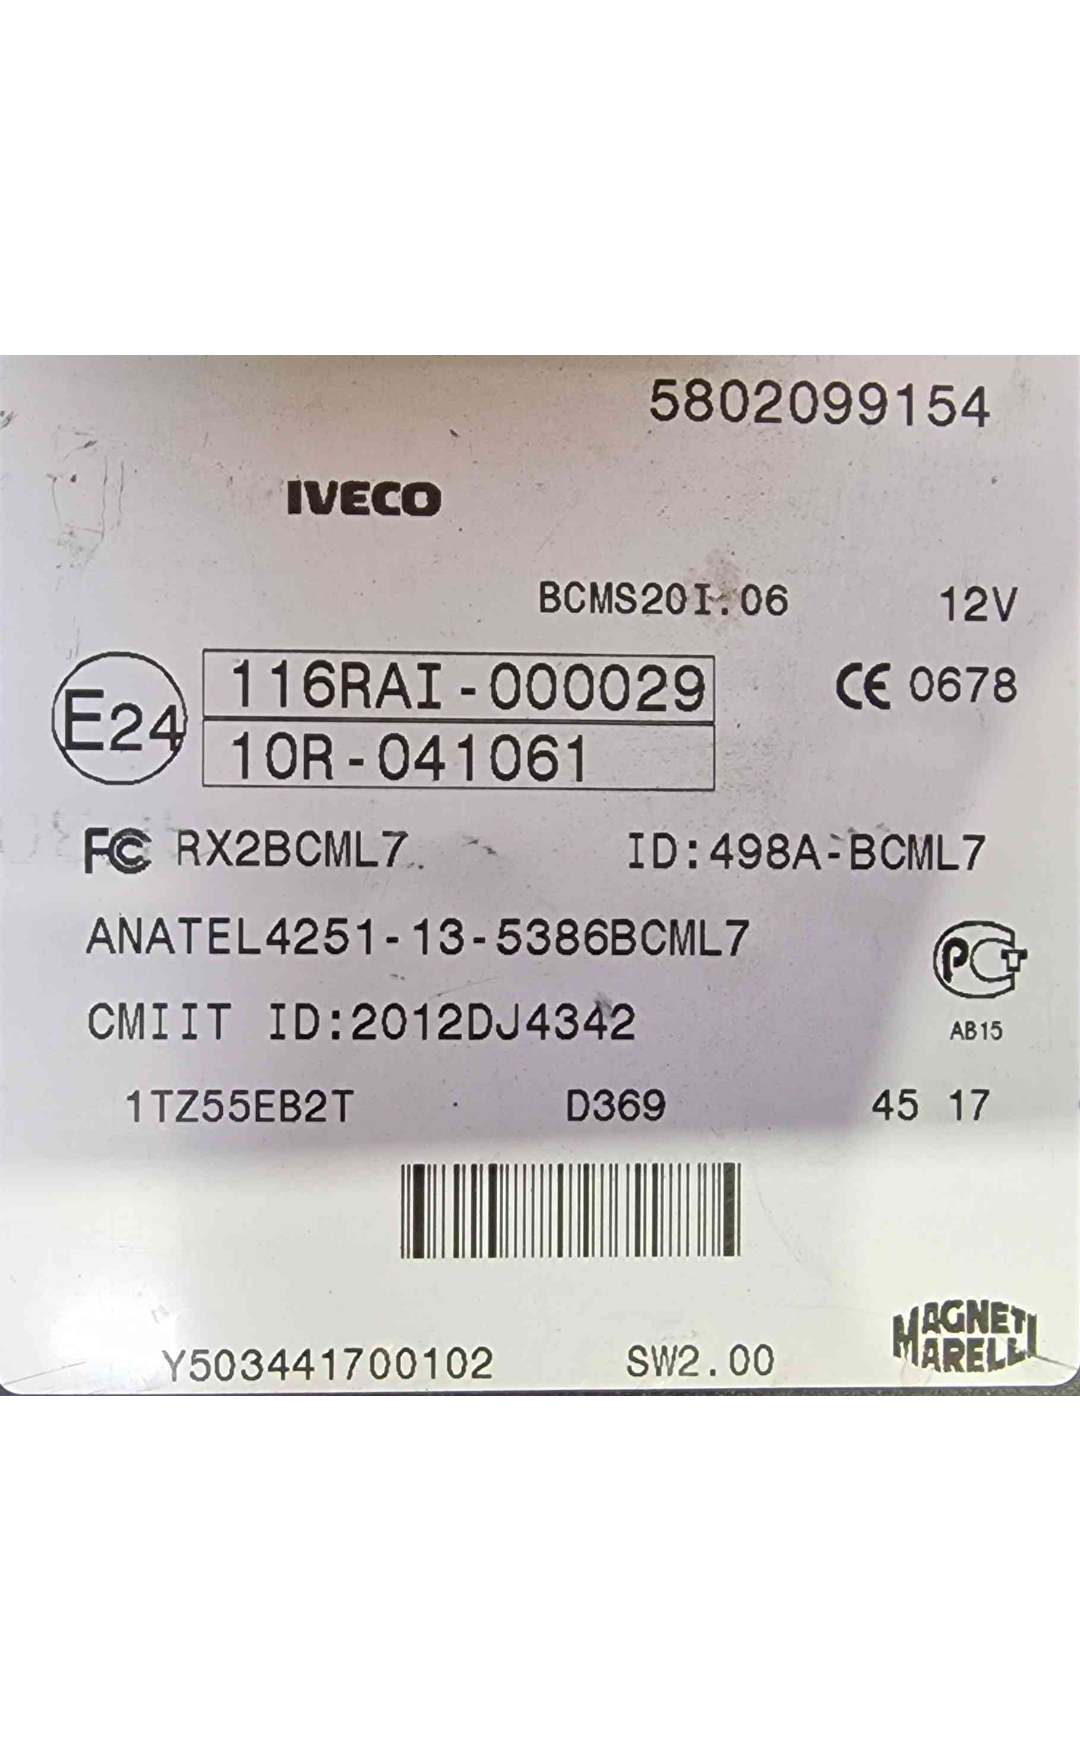 5802099154
IVECO
BCMS20I.06 12V
E24 116RAI-000029 CE 0678
10R-041061
FC RX2BCML7 ID:498A-BCML7
ANATEL4251-13-5386BCML7
PCT
CMIIT ID:2012DJ4342 AB15
1TZ55EB2T D369 45 17
Y503441700102 SW2.00 MAGNETI MARELLI